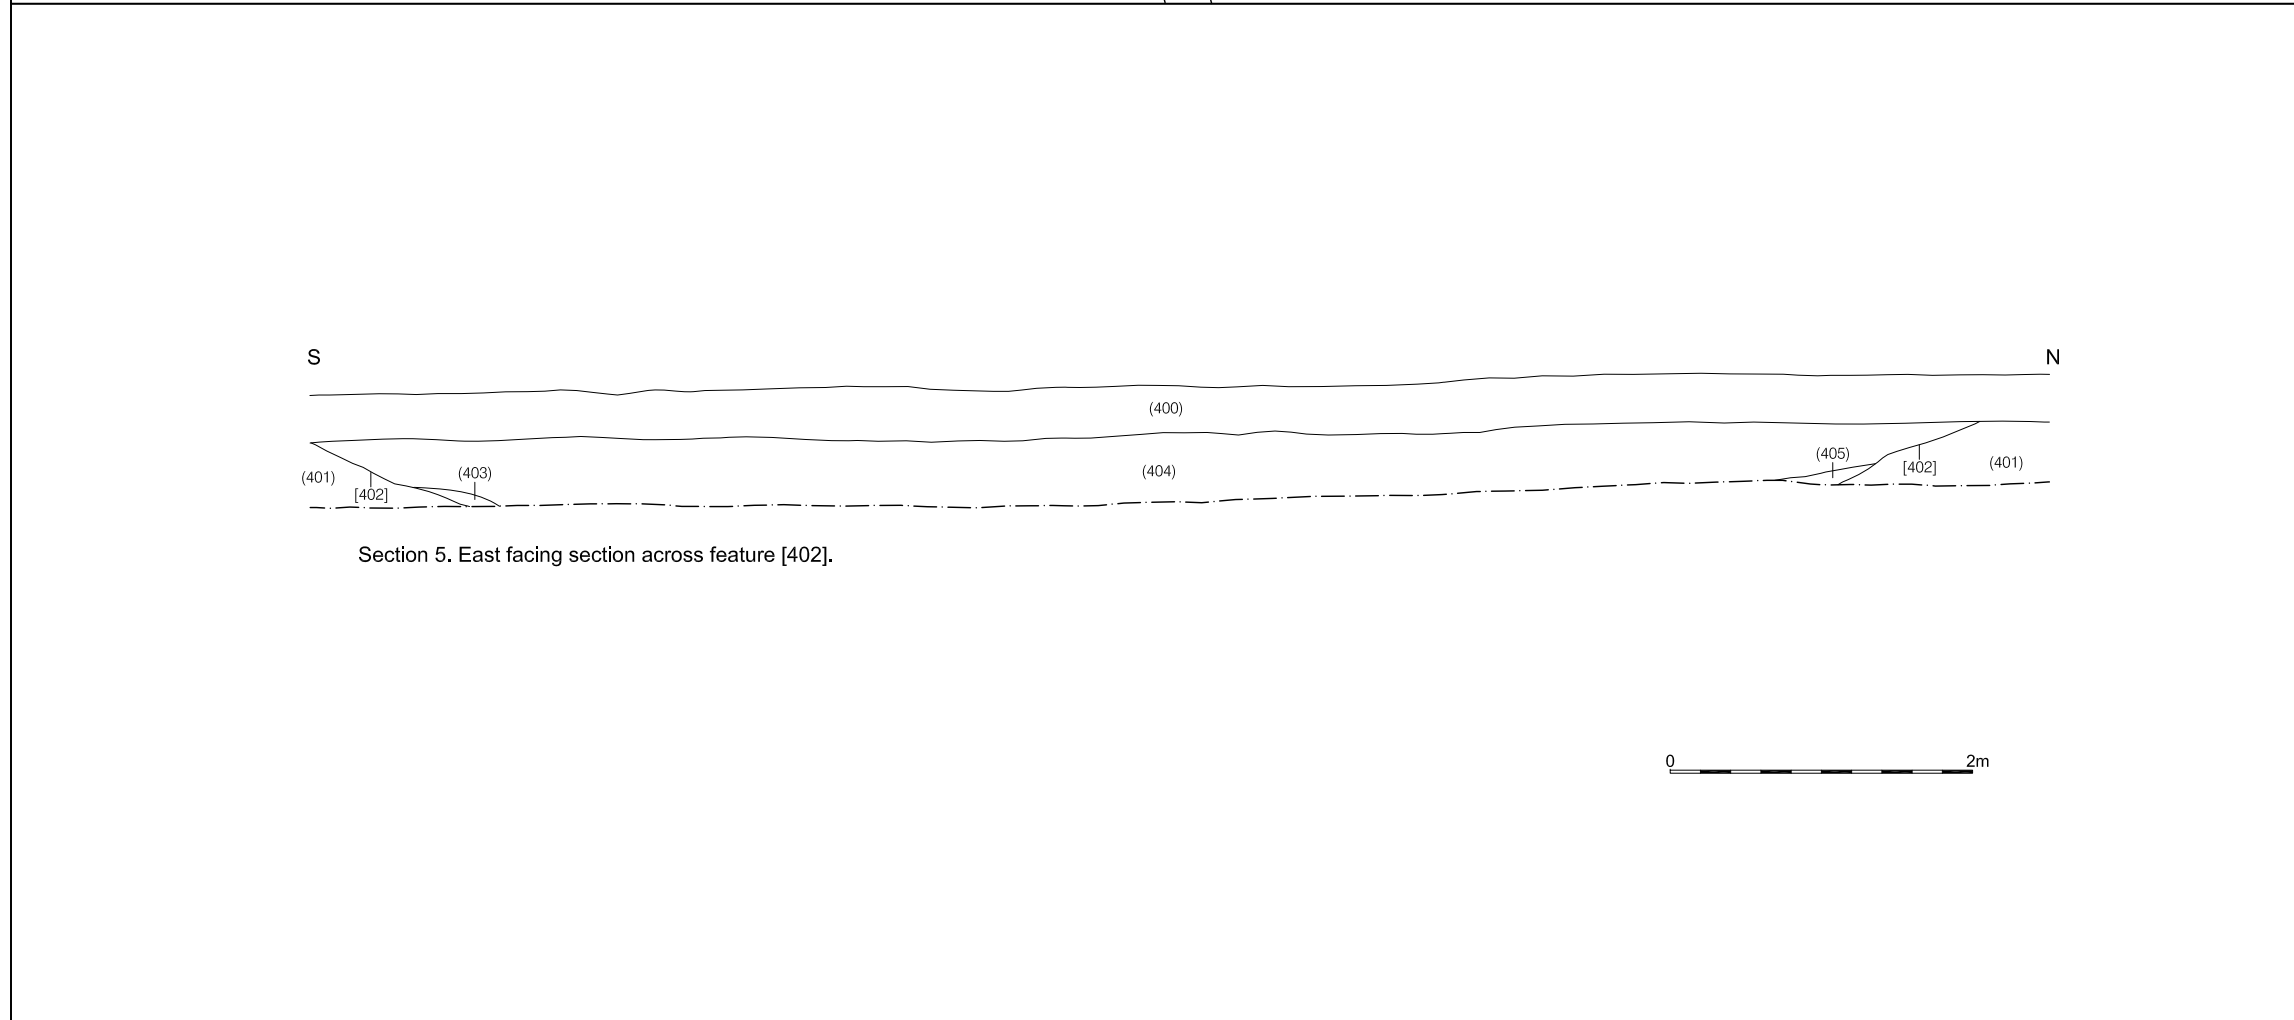 S N
(400)
(401) [402] (403) (404) (405) [402] (401)
Section 5. East facing section across feature [402].
0 2m